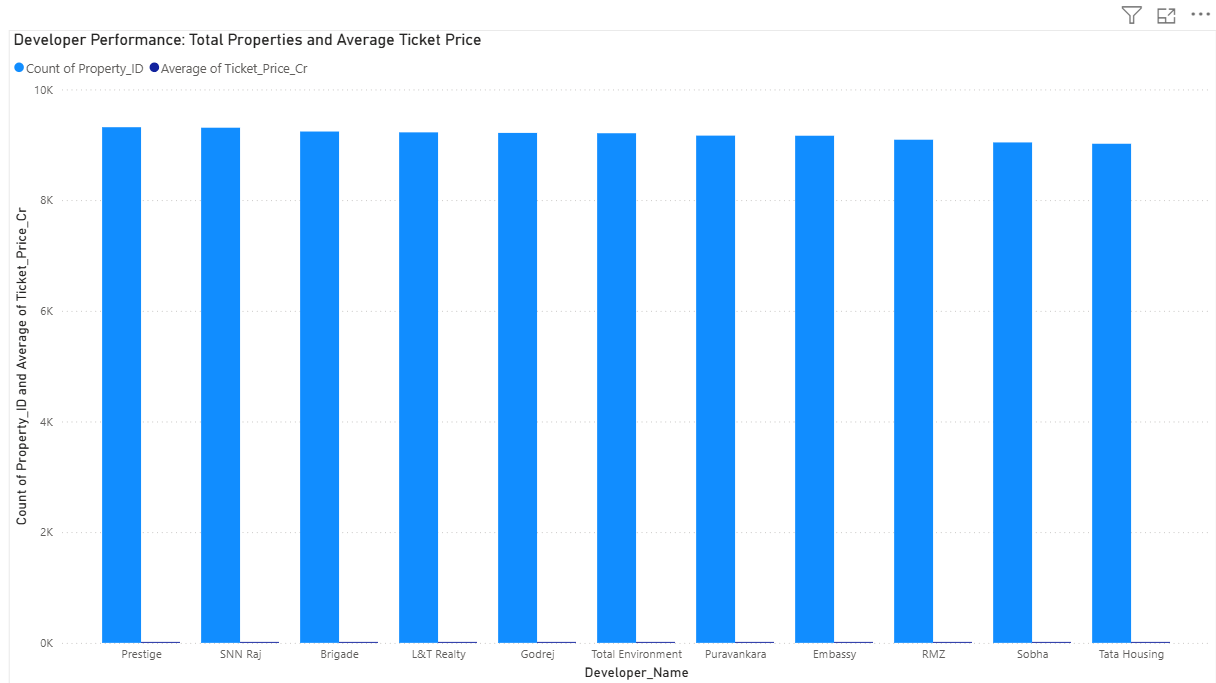 Developer Performance: Total Properties and Average Ticket Price
Count of Property_ID Average of Ticket_Price_Cr
Count of Property_ID and Average of Ticket_Price_Cr
10K
8K
6K
4K
2K
0K
Prestige SNN Raj Brigade L&T Realty Godrej Total Environment Puravankara Embassy RMZ Sobha Tata Housing
Developer_Name